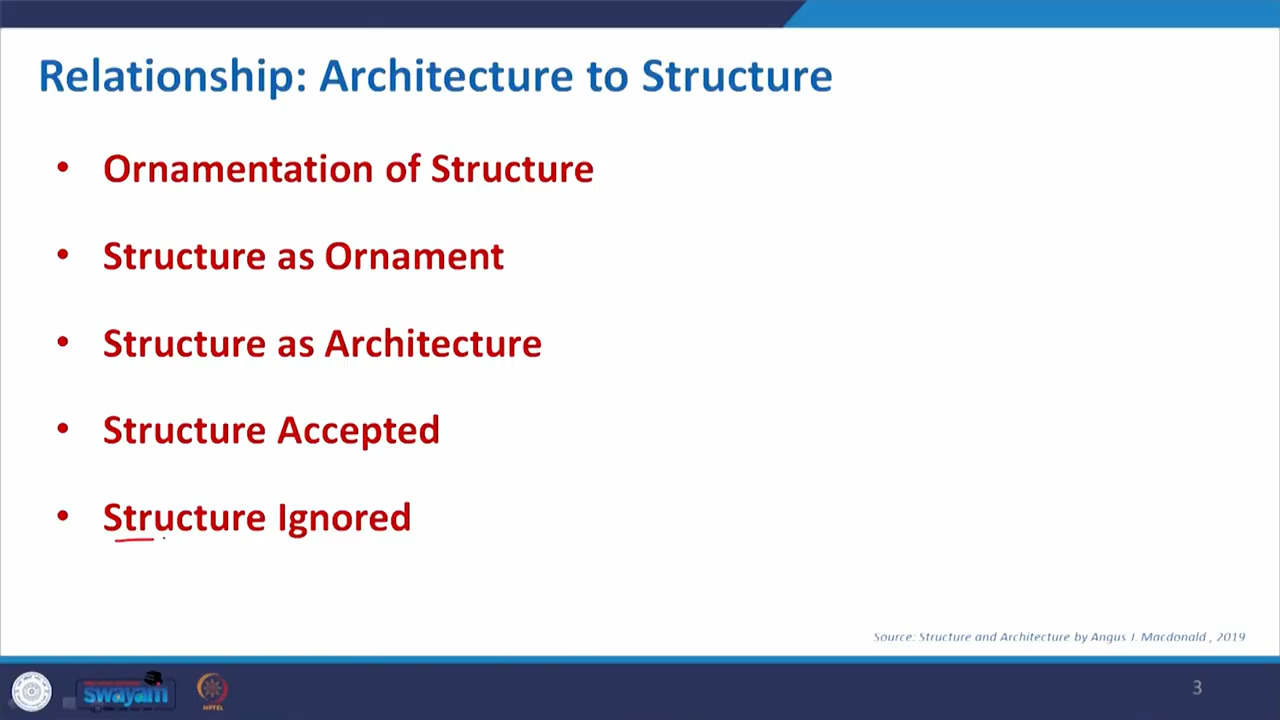 Relationship: Architecture to Structure
• Ornamentation of Structure
• Structure as Ornament
• Structure as Architecture
• Structure Accepted
• Structure Ignored
Source: Structure and Architecture by Angus J. Macdonald , 2019
swayam
NPTEL
3